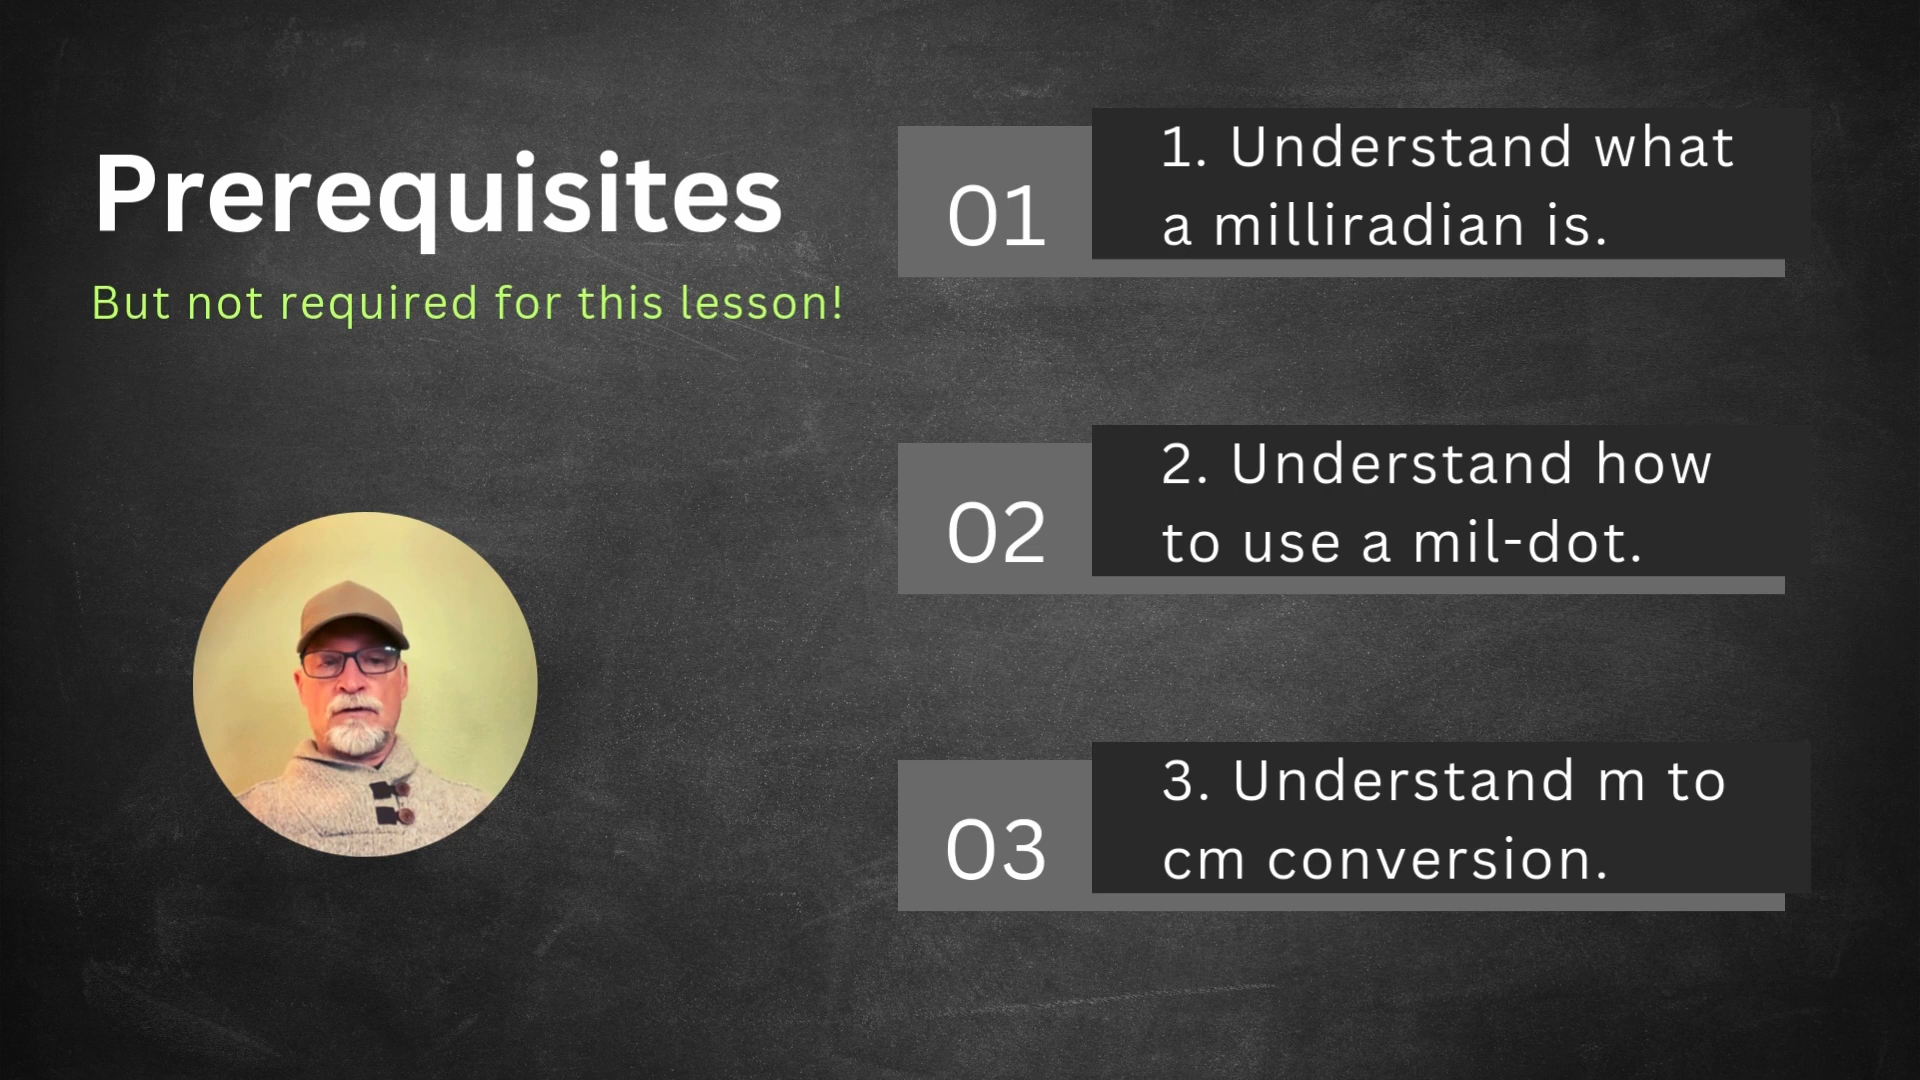 Prerequisites
But not required for this lesson!
01
1. Understand what
a milliradian is.
02
2. Understand how
to use a mil-dot.
03
3. Understand m to
cm conversion.